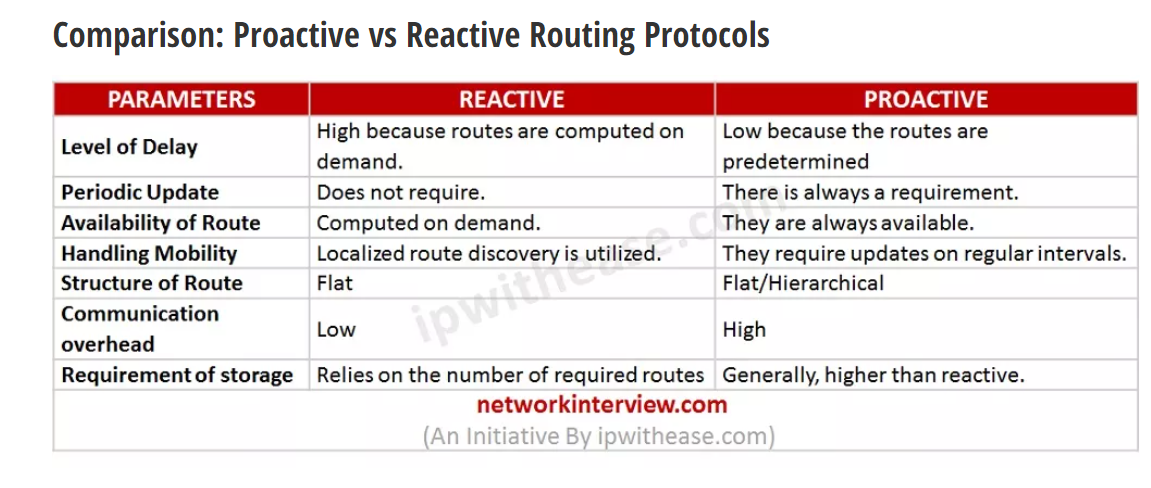 Comparison: Proactive vs Reactive Routing Protocols
PARAMETERS REACTIVE PROACTIVE
Level of Delay High because routes are computed on demand. Low because the routes are predetermined
Periodic Update Does not require. There is always a requirement.
Availability of Route Computed on demand. They are always available.
Handling Mobility Localized route discovery is utilized. They require updates on regular intervals.
Structure of Route Flat Flat/Hierarchical
Communication overhead Low High
Requirement of storage Relies on the number of required routes Generally, higher than reactive.
networkinterview.com
(An Initiative By ipwithease.com)
ipwithease.com